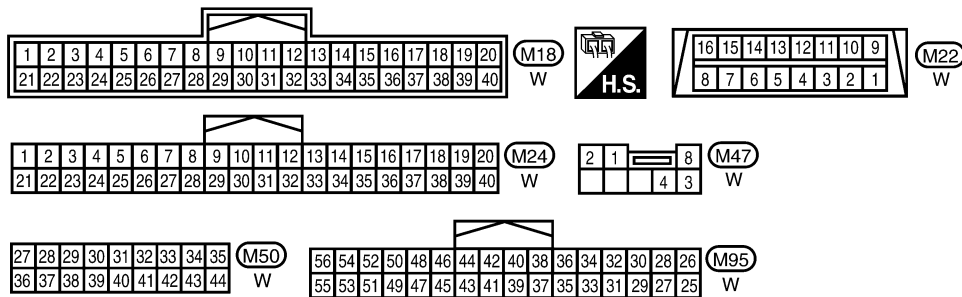 1 2 3 4 5 6 7 8 9 10 11 12 13 14 15 16 17 18 19 20
21 22 23 24 25 26 27 28 29 30 31 32 33 34 35 36 37 38 39 40
M18
W
H.S.
16 15 14 13 12 11 10 9
8 7 6 5 4 3 2 1
M22
W
1 2 3 4 5 6 7 8 9 10 11 12 13 14 15 16 17 18 19 20
21 22 23 24 25 26 27 28 29 30 31 32 33 34 35 36 37 38 39 40
M24
W
2 1 8
4 3
M47
W
27 28 29 30 31 32 33 34 35
36 37 38 39 40 41 42 43 44
M50
W
56 54 52 50 48 46 44 42 40 38 36 34 32 30 28 26
55 53 51 49 47 45 43 41 39 37 35 33 31 29 27 25
M95
W